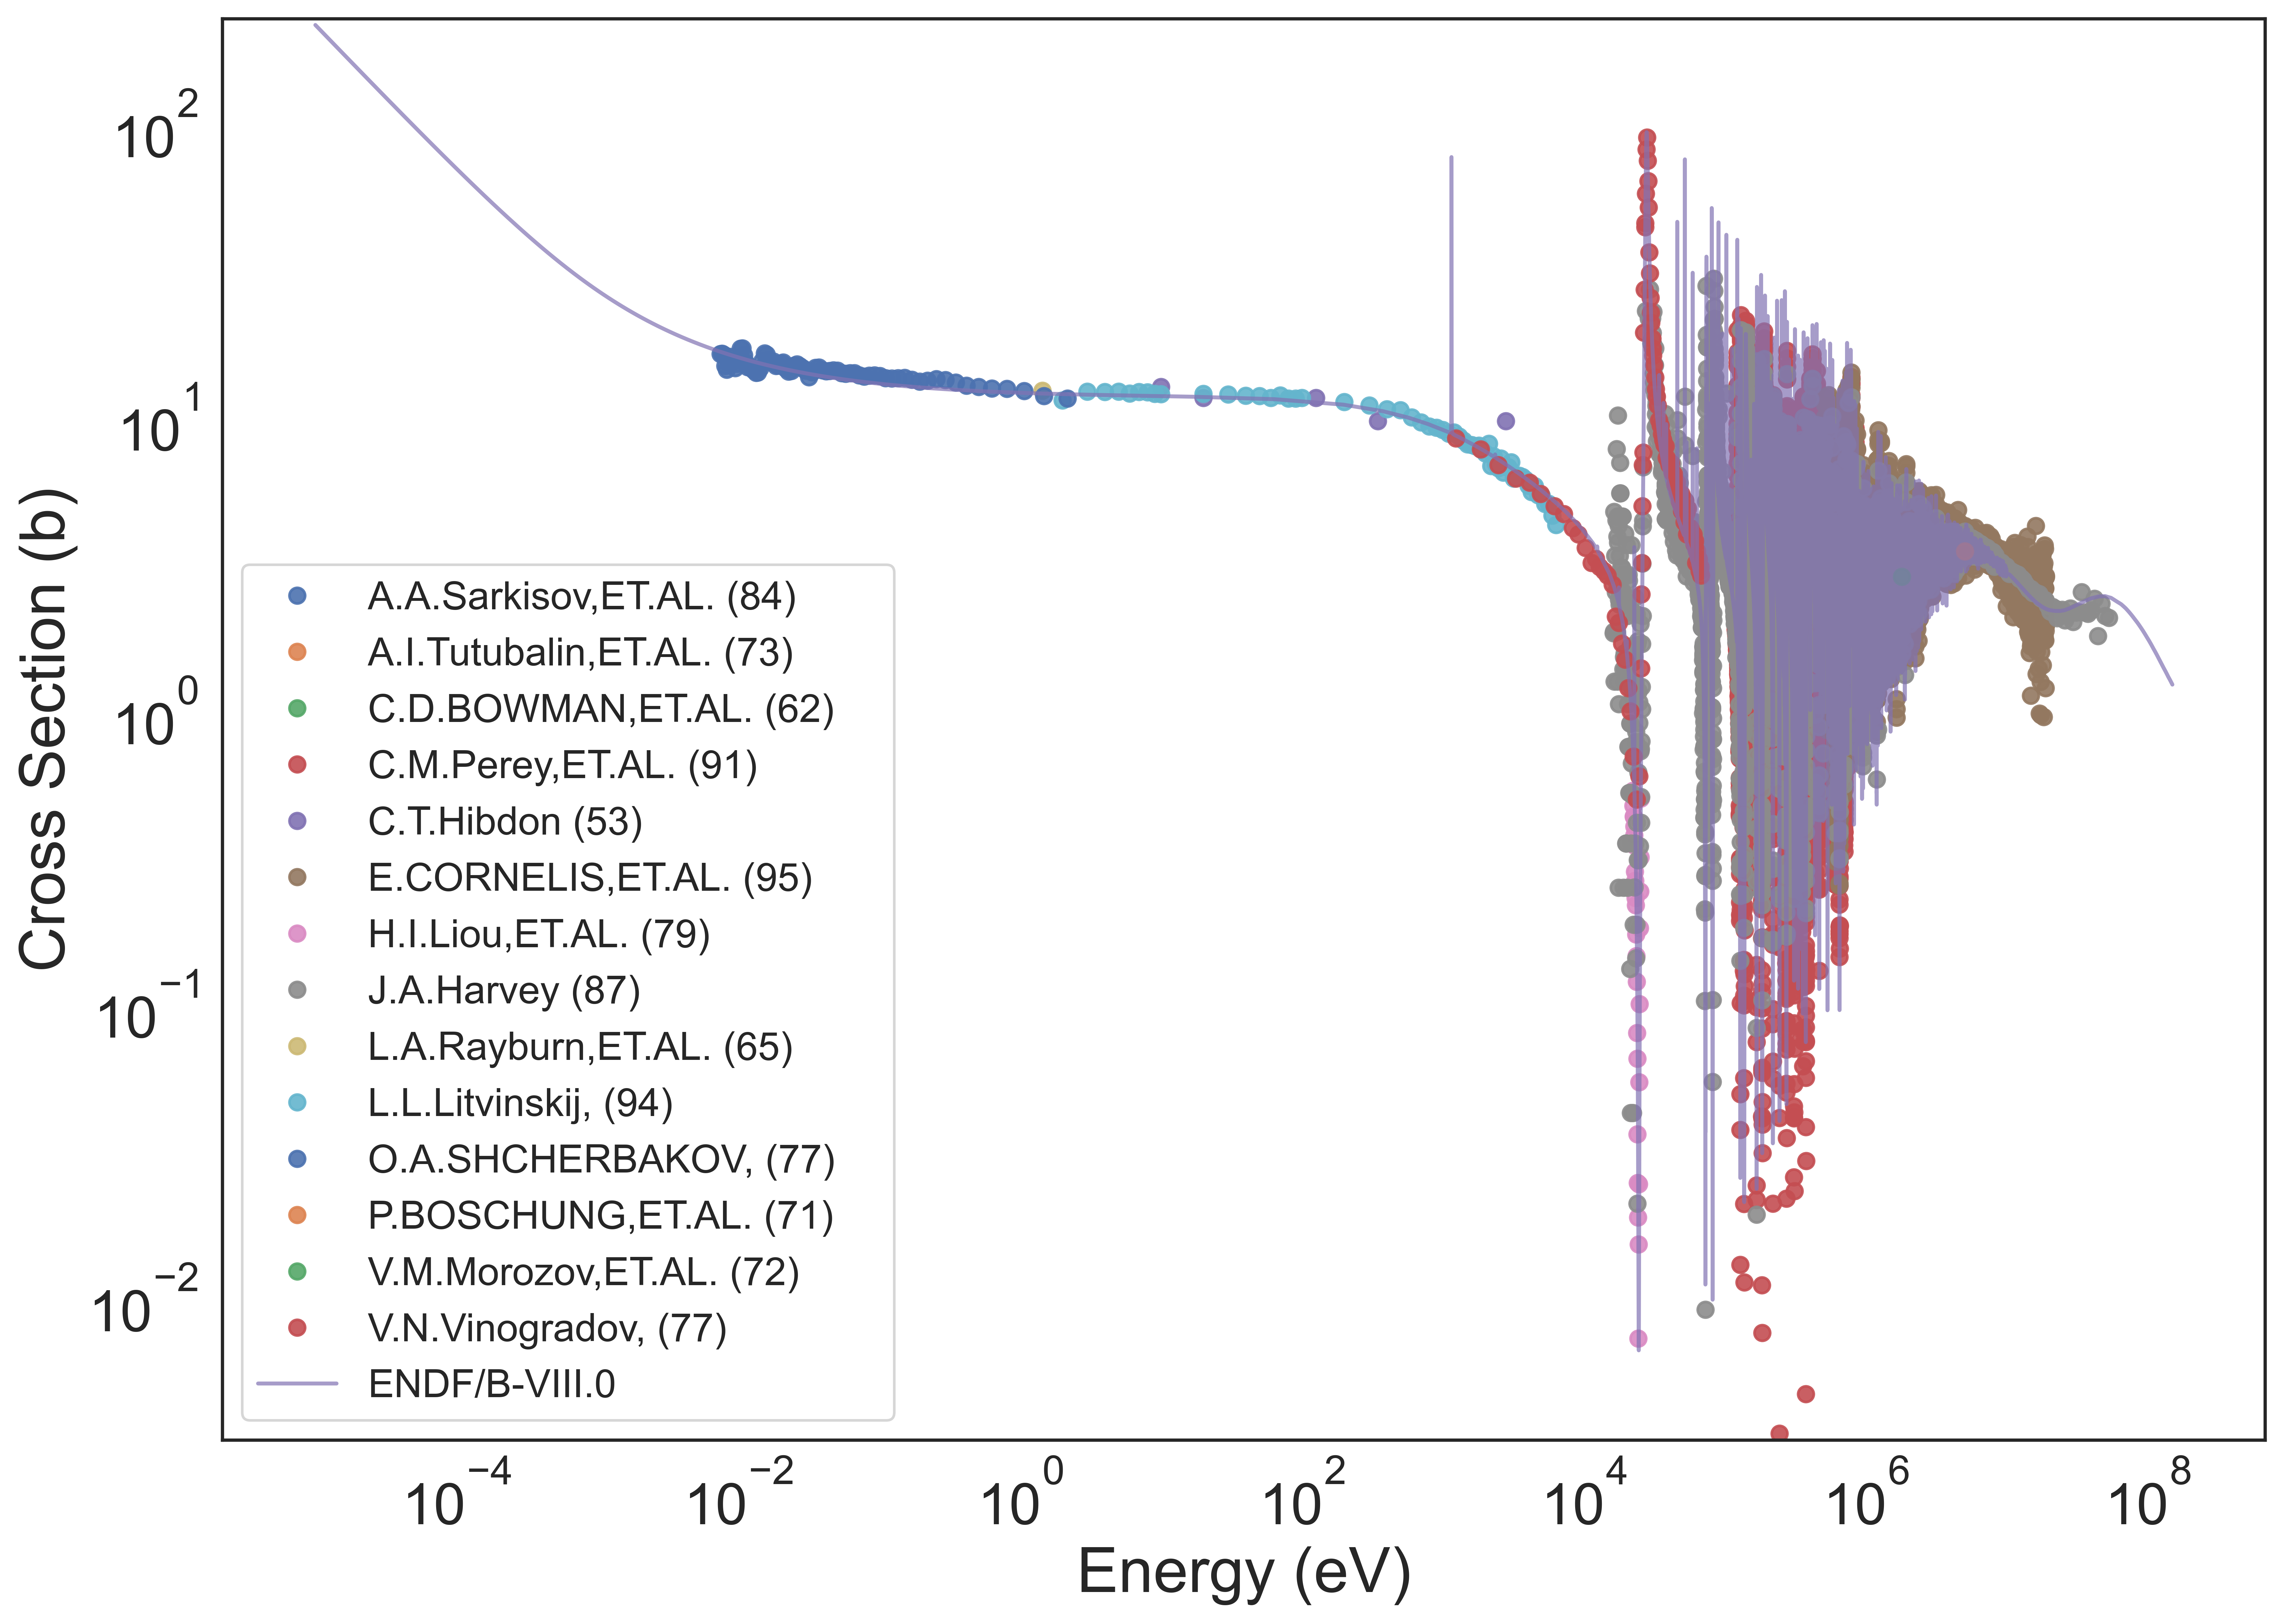 Cross Section (b)
10^2
10^1
10^0
10^−1
10^−2
A.A.Sarkisov,ET.AL. (84)
A.I.Tutubalin,ET.AL. (73)
C.D.BOWMAN,ET.AL. (62)
C.M.Perey,ET.AL. (91)
C.T.Hibdon (53)
E.CORNELIS,ET.AL. (95)
H.I.Liou,ET.AL. (79)
J.A.Harvey (87)
L.A.Rayburn,ET.AL. (65)
L.L.Litvinskij, (94)
O.A.SHCHERBAKOV, (77)
P.BOSCHUNG,ET.AL. (71)
V.M.Morozov,ET.AL. (72)
V.N.Vinogradov, (77)
ENDF/B-VIII.0
10^−4 10^−2 10^0 10^2 10^4 10^6 10^8
Energy (eV)